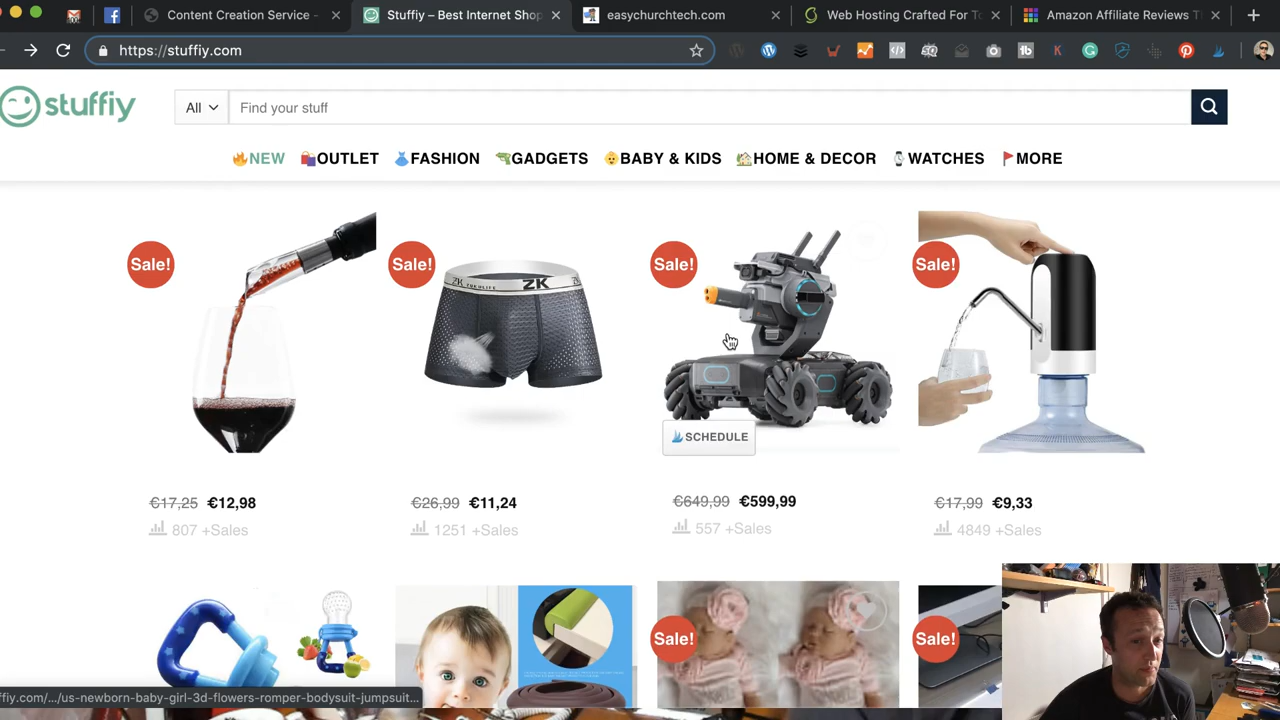 Content Creation Service -
Stuffiy – Best Internet Shop
easychurchtech.com
Web Hosting Crafted For To
Amazon Affiliate Reviews Th
https://stuffiy.com
stuffiy
All
Find your stuff
NEW
OUTLET
FASHION
GADGETS
BABY & KIDS
HOME & DECOR
WATCHES
MORE
Sale!
Sale!
Sale!
Sale!
ZK
ZK
SCHEDULE
€17,25 €12,98
€26,99 €11,24
€649,99 €599,99
€17,99 €9,33
807 +Sales
1251 +Sales
557 +Sales
4849 +Sales
Sale!
Sale!
ffiy.com/.../us-newborn-baby-girl-3d-flowers-romper-bodysuit-jumpsuit...